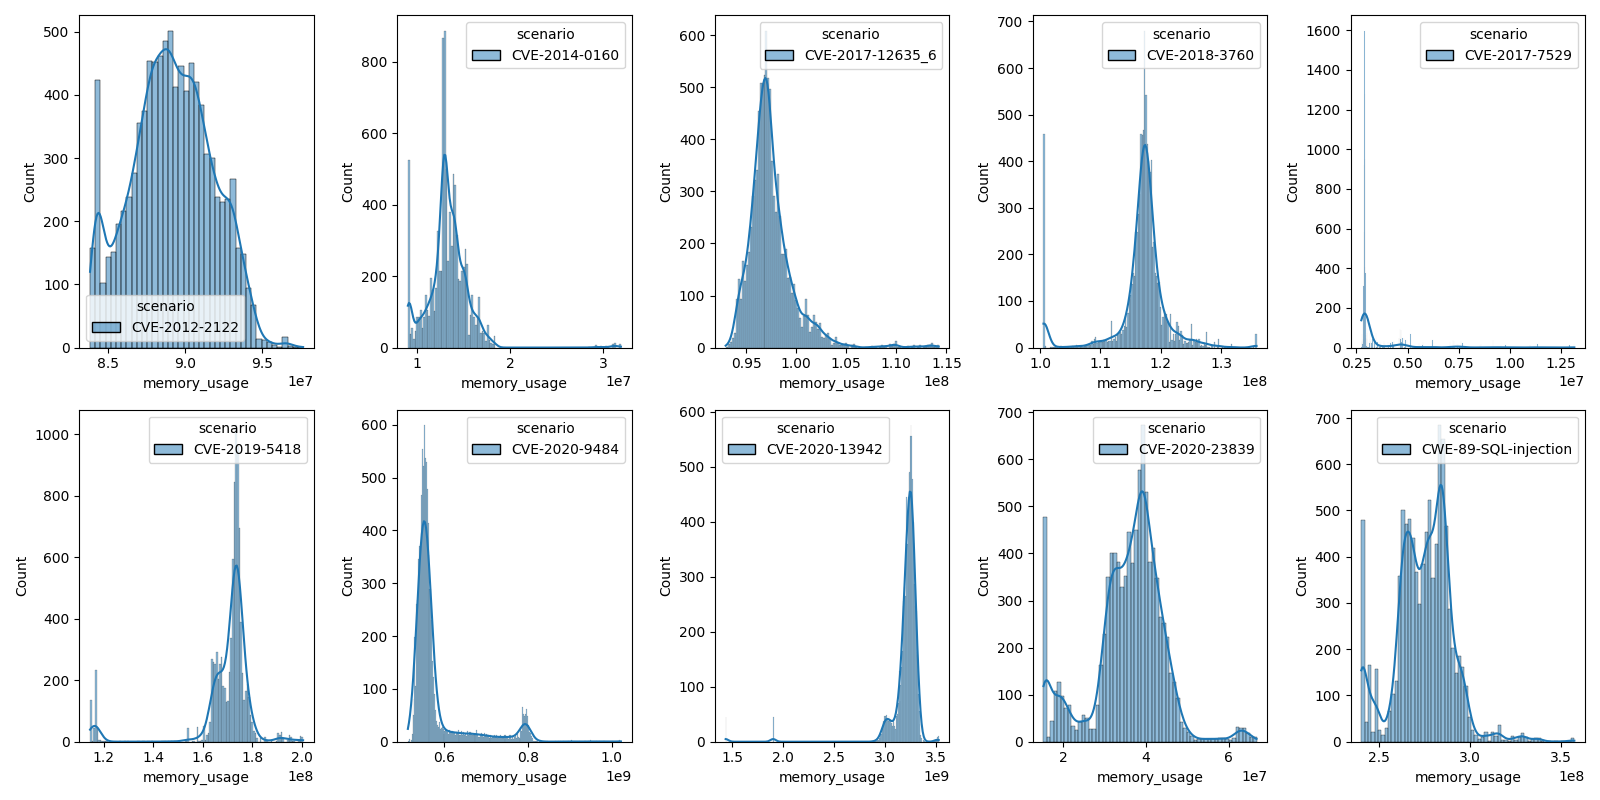 scenario
CVE-2012-2122
Count
500
400
300
200
100
0
8.5
9.0
9.5
1e7
memory_usage
scenario
CVE-2014-0160
Count
800
600
400
200
0
1
2
3
1e7
memory_usage
scenario
CVE-2017-12635_6
Count
600
500
400
300
200
100
0
0.95
1.00
1.05
1.10
1.15
1e8
memory_usage
scenario
CVE-2018-3760
Count
700
600
500
400
300
200
100
0
1.0
1.1
1.2
1.3
1e8
memory_usage
scenario
CVE-2017-7529
Count
1600
1400
1200
1000
800
600
400
200
0
0.25
0.50
0.75
1.00
1.25
1e7
memory_usage
scenario
CVE-2019-5418
Count
1000
800
600
400
200
0
1.2
1.4
1.6
1.8
2.0
1e8
memory_usage
scenario
CVE-2020-9484
Count
600
500
400
300
200
100
0
0.6
0.8
1.0
1e9
memory_usage
scenario
CVE-2020-13942
Count
600
500
400
300
200
100
0
1.5
2.0
2.5
3.0
3.5
1e9
memory_usage
scenario
CVE-2020-23839
Count
700
600
500
400
300
200
100
0
2
4
6
1e7
memory_usage
scenario
CWE-89-SQL-injection
Count
700
600
500
400
300
200
100
0
2.5
3.0
3.5
1e8
memory_usage